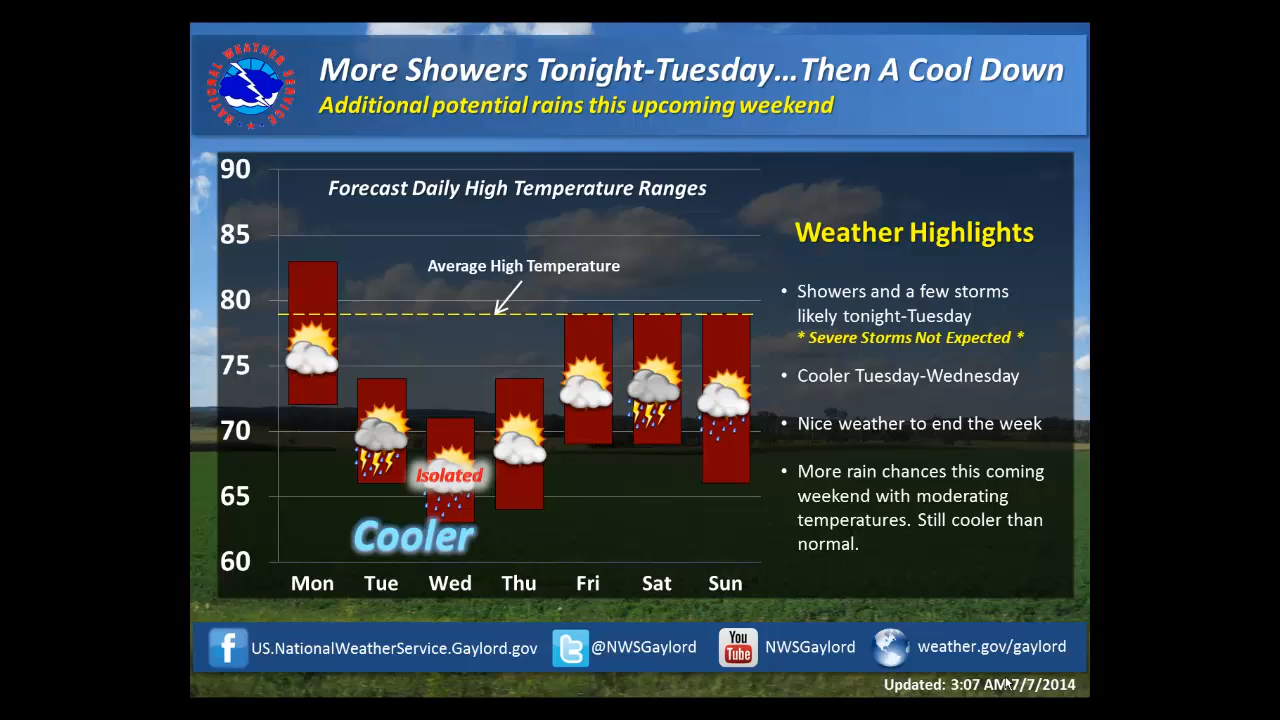 NATIONAL WEATHER SERVICE
More Showers Tonight-Tuesday...Then A Cool Down
Additional potential rains this upcoming weekend
90
85
80
75
70
65
60
Forecast Daily High Temperature Ranges
Average High Temperature
Isolated
Cooler
Mon Tue Wed Thu Fri Sat Sun
Weather Highlights
• Showers and a few storms
likely tonight-Tuesday
* Severe Storms Not Expected *
• Cooler Tuesday-Wednesday
• Nice weather to end the week
• More rain chances this coming
weekend with moderating
temperatures. Still cooler than
normal.
f US.NationalWeatherService.Gaylord.gov @NWSGaylord You Tube NWSGaylord weather.gov/gaylord
Updated: 3:07 AM 7/7/2014